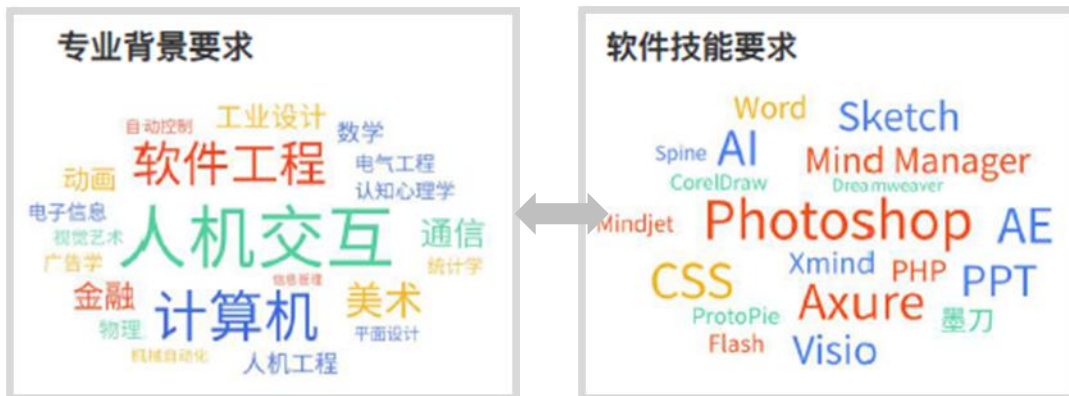 专业背景要求
自动控制 工业设计 数学
软件工程 电气工程
动画 认知心理学
电子信息 人机交互 通信
视觉艺术
广告学 信息管理 统计学
金融 计算机 美术
物理 平面设计
机械自动化 人机工程
软件技能要求
Word Sketch
Spine AI Mind Manager
CorelDraw Dreamweaver
Mindjet Photoshop AE
CSS Xmind PHP PPT
ProtoPie Axure 墨刀
Flash Visio